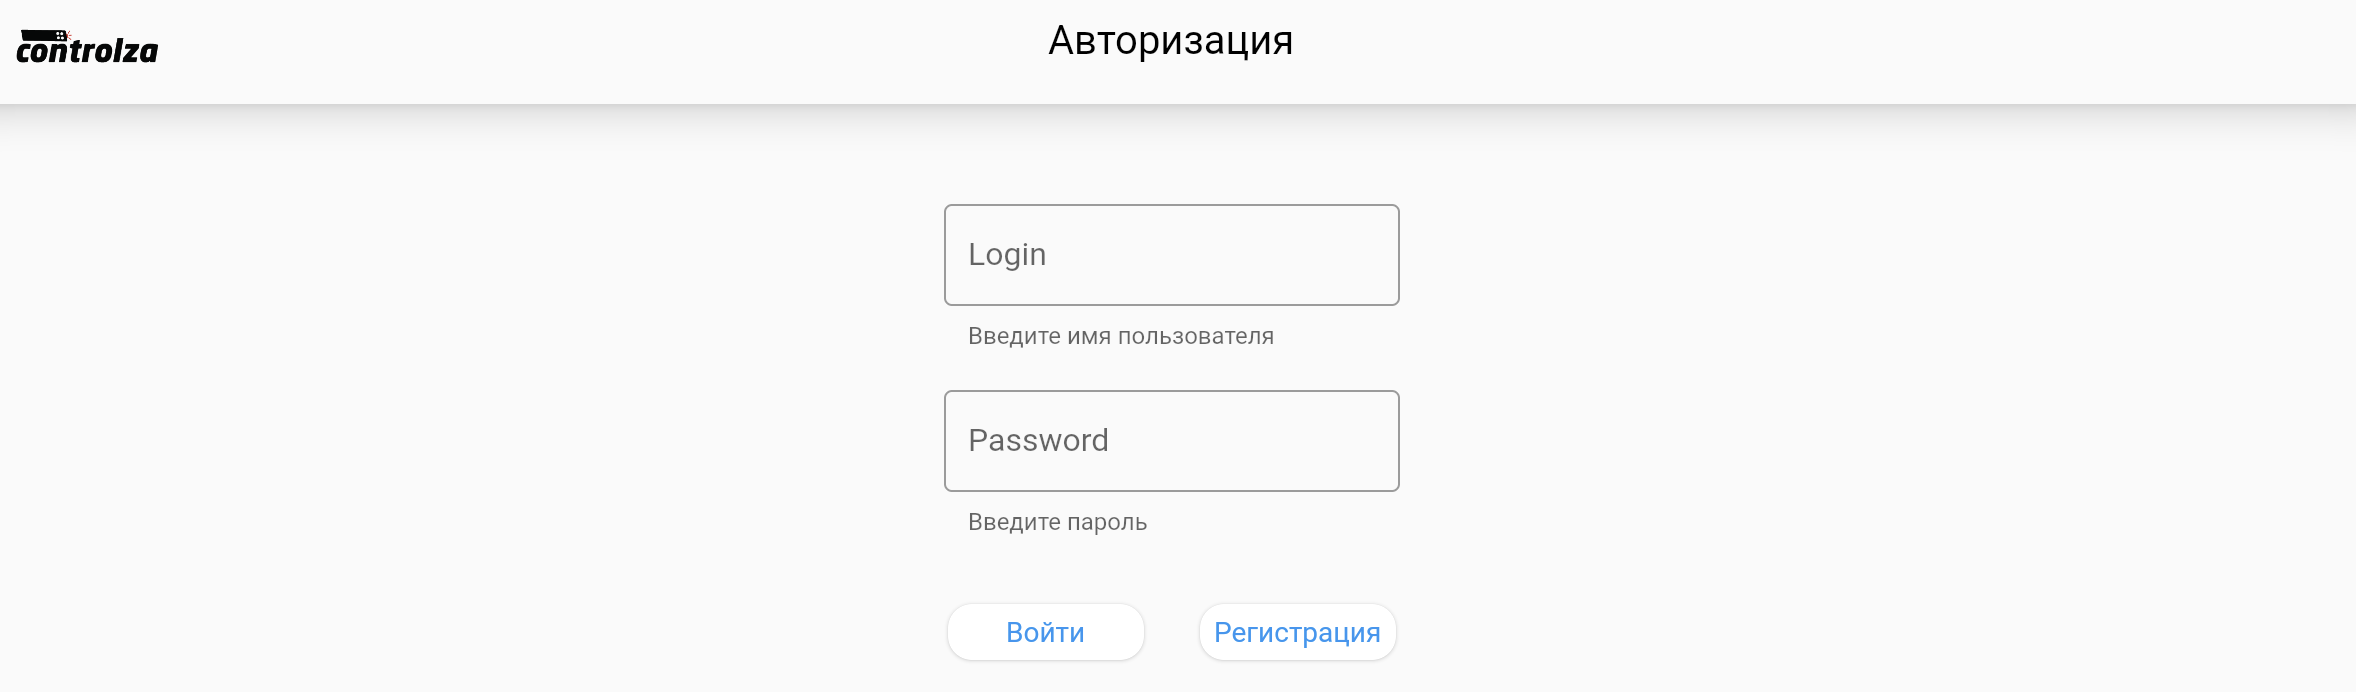 controlza
Авторизация
Login
Введите имя пользователя
Password
Введите пароль
Войти
Регистрация